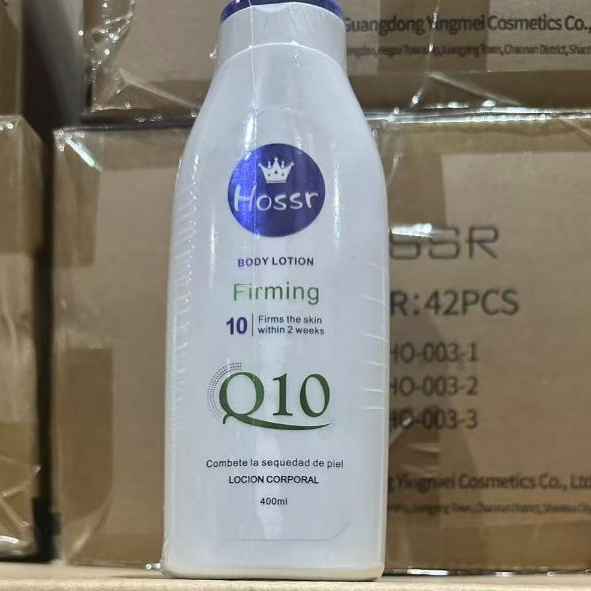 Guangdong Yingmei Cosmetics Co.,
Hossr
BODY LOTION
Firming
10 Firms the skin
within 2 weeks
Q10
Combete la sequedad de piel
LOCION CORPORAL
400ml
SSR
R:42PCS
HO-003-1
HO-003-2
HO-003-3
Yingmei Cosmetics Co., Ltd